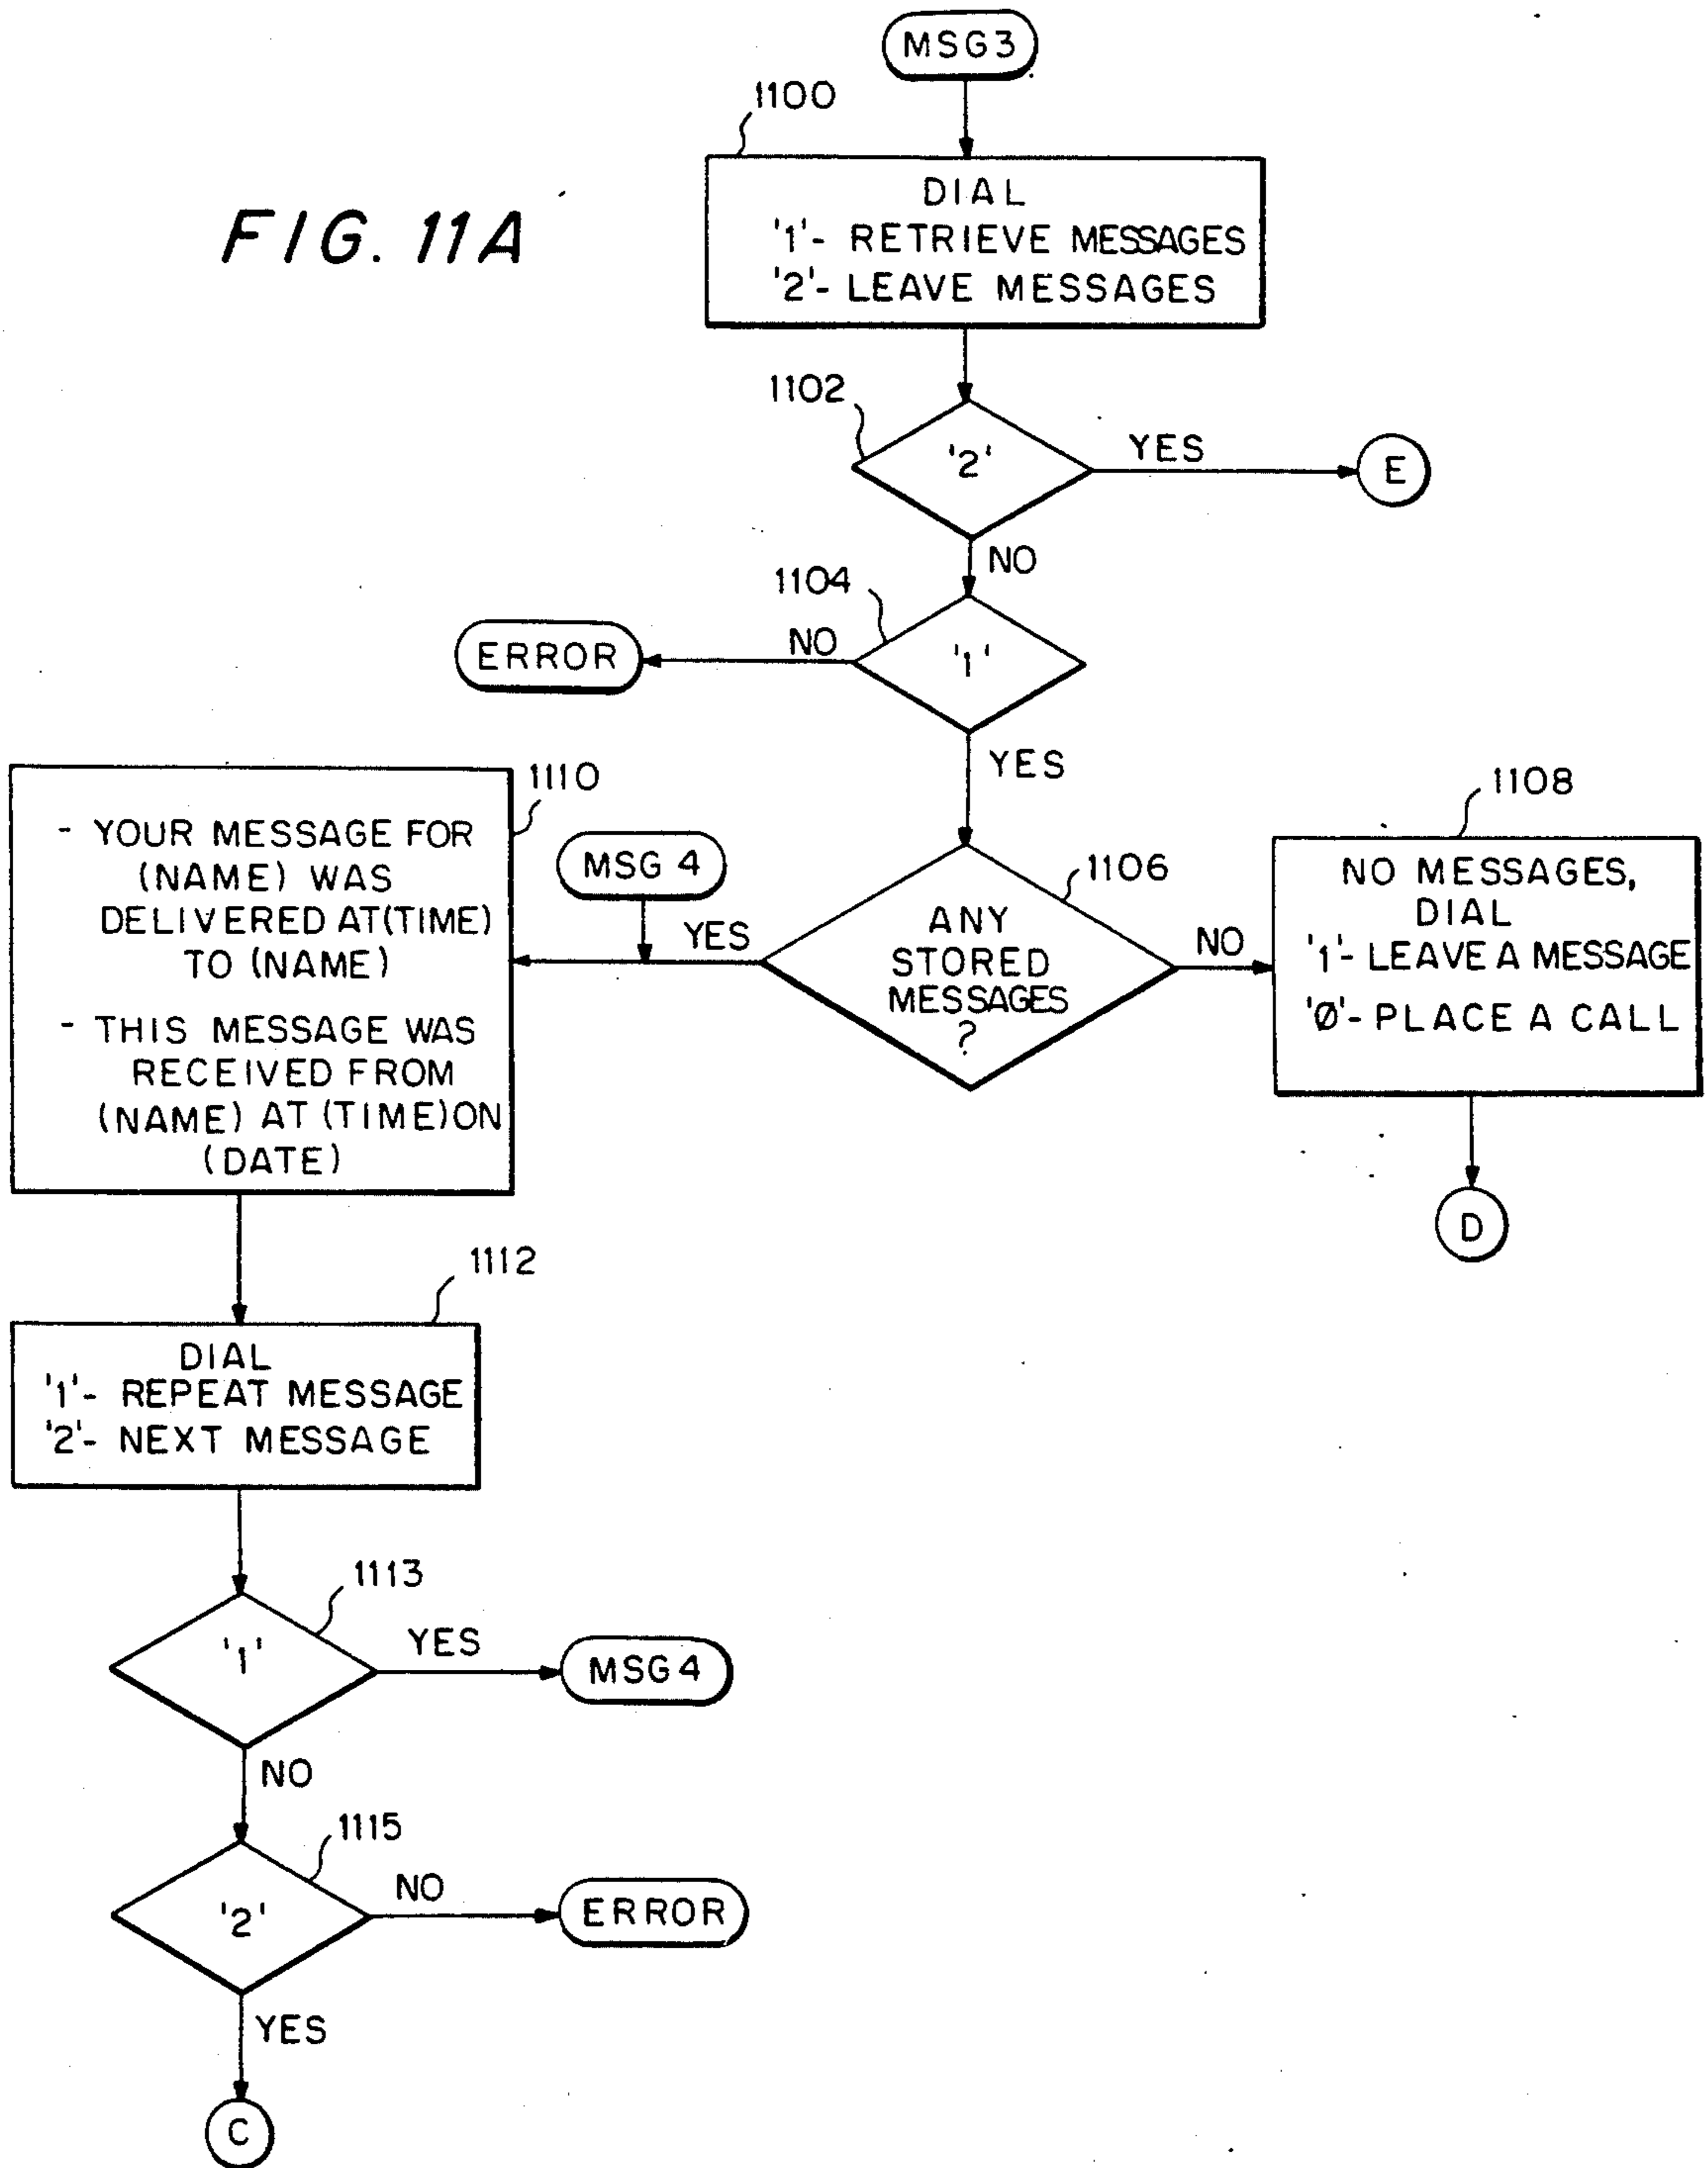 MSG3
1100
FIG. 11A
DIAL
'1'- RETRIEVE MESSAGES
'2'- LEAVE MESSAGES
1102
'2'
YES
E
NO
1104
'1'
NO
ERROR
YES
1110
- YOUR MESSAGE FOR
(NAME) WAS
DELIVERED AT(TIME)
TO (NAME)
- THIS MESSAGE WAS
RECEIVED FROM
(NAME) AT (TIME)ON
(DATE)
MSG 4
YES
1106
ANY
STORED
MESSAGES
?
NO
1108
NO MESSAGES,
DIAL
'1'- LEAVE A MESSAGE
'Ø'- PLACE A CALL
D
1112
DIAL
'1'- REPEAT MESSAGE
'2'- NEXT MESSAGE
1113
'1'
YES
MSG4
NO
1115
'2'
NO
ERROR
YES
C